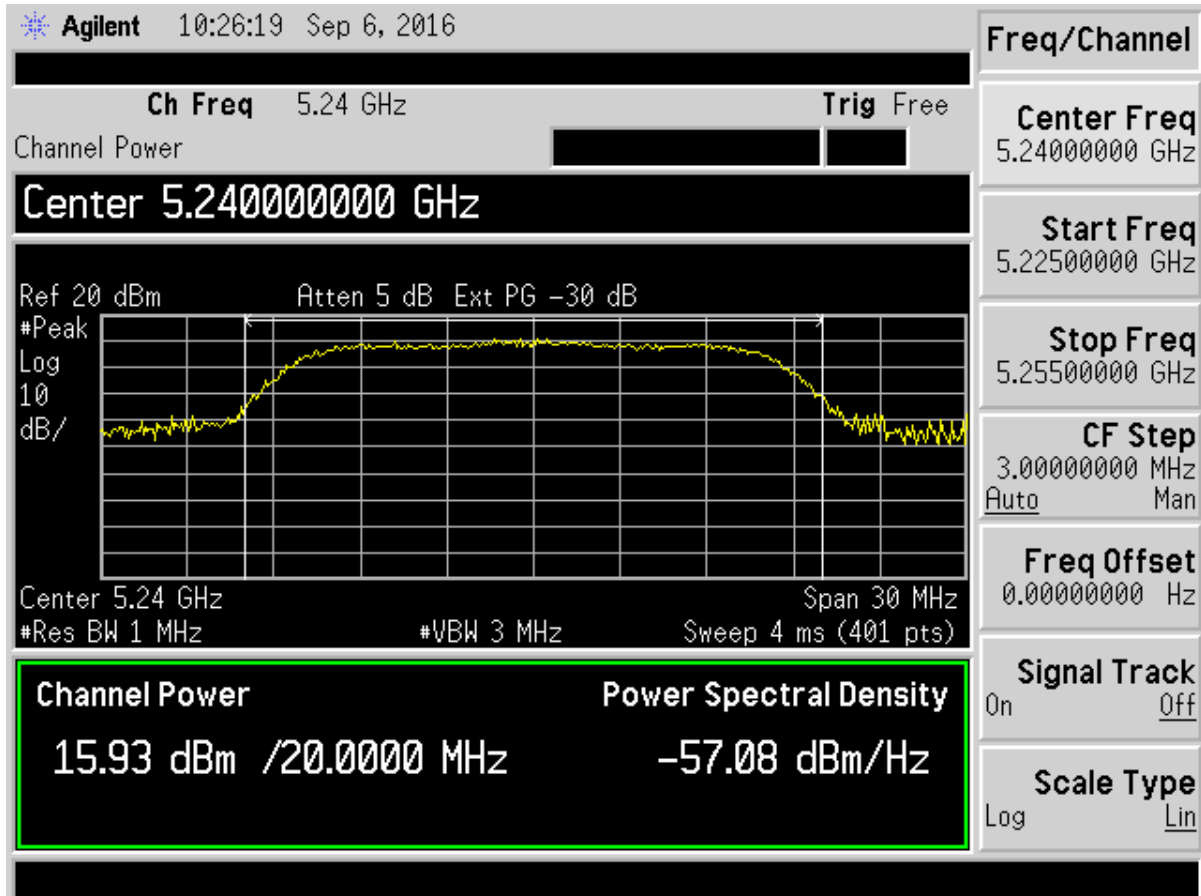 Agilent 10:26:19 Sep 6, 2016
Freq/Channel
Ch Freq 5.24 GHz Trig Free
Channel Power
Center 5.240000000 GHz
Ref 20 dBm Atten 5 dB Ext PG -30 dB
#Peak
Log
10
dB/
Center 5.24 GHz Span 30 MHz
#Res BW 1 MHz #VBW 3 MHz Sweep 4 ms (401 pts)
Channel Power Power Spectral Density
15.93 dBm /20.0000 MHz -57.08 dBm/Hz
Center Freq
5.24000000 GHz
Start Freq
5.22500000 GHz
Stop Freq
5.25500000 GHz
CF Step
3.00000000 MHz
Auto Man
Freq Offset
0.00000000 Hz
Signal Track
On Off
Scale Type
Log Lin